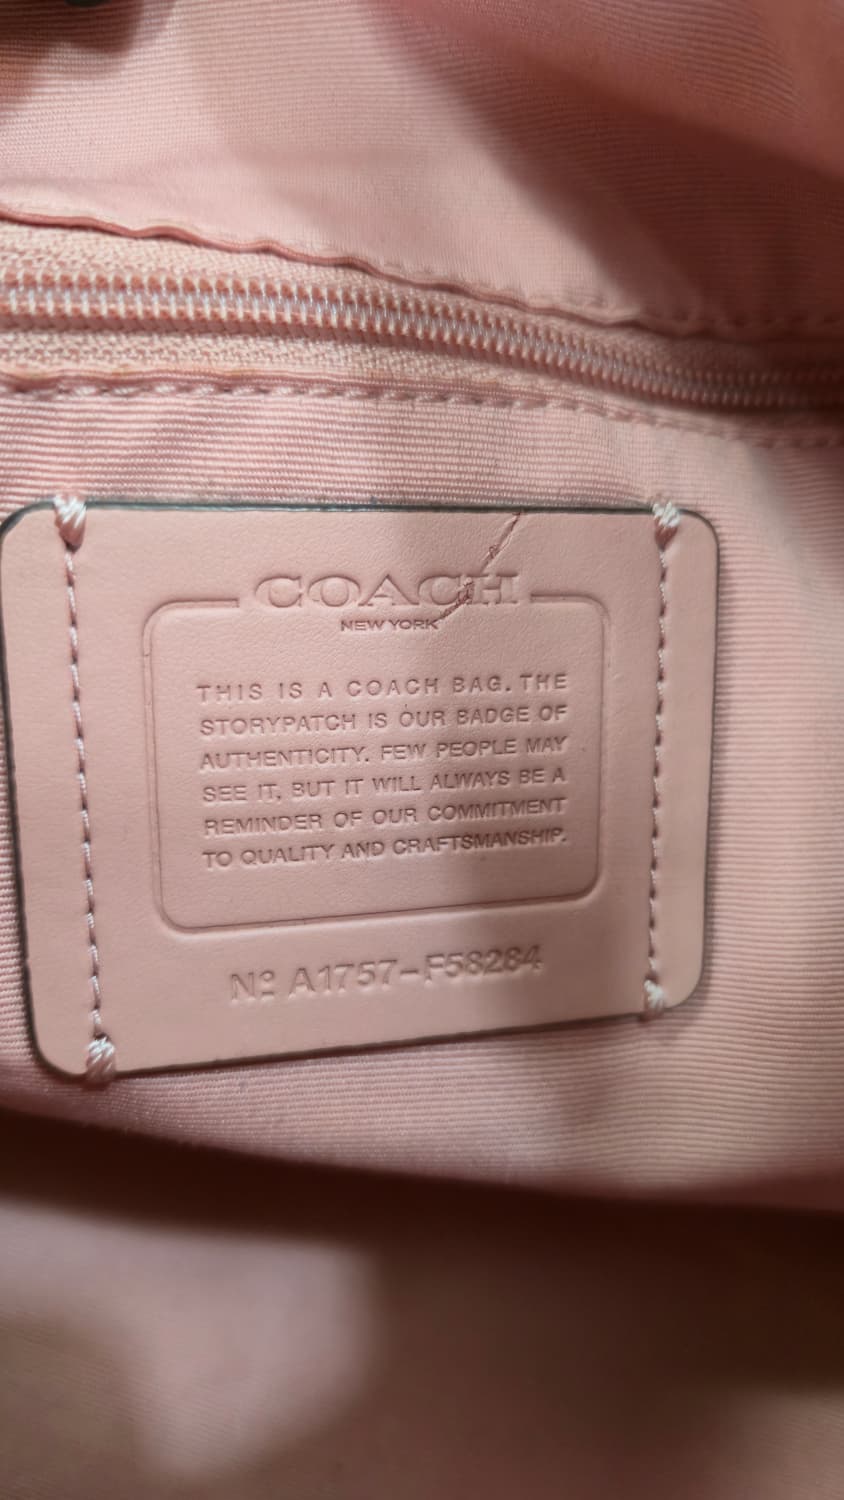 COACH
NEW YORK
THIS IS A COACH BAG. THE
STORYPATCH IS OUR BADGE OF
AUTHENTICITY. FEW PEOPLE MAY
SEE IT, BUT IT WILL ALWAYS BE A
REMINDER OF OUR COMMITMENT
TO QUALITY AND CRAFTSMANSHIP.
Nº A1757-F58284